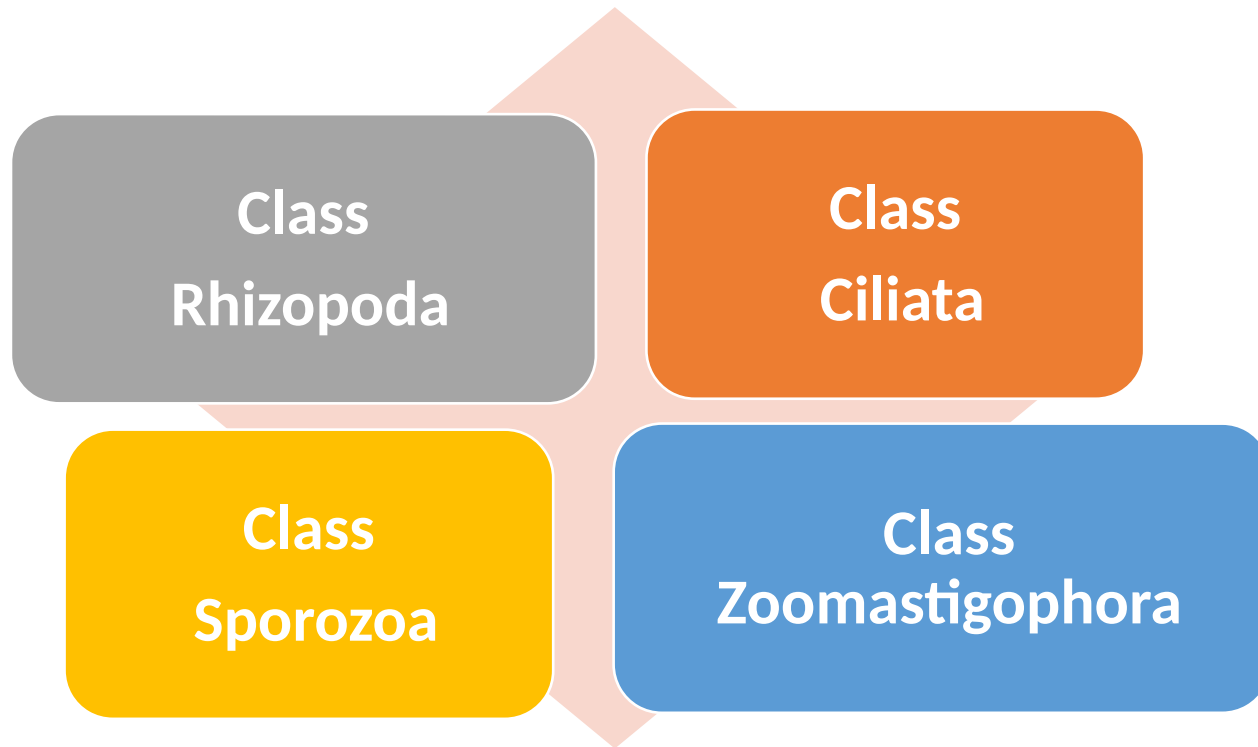 Class
Rhizopoda
Class
Ciliata
Class
Sporozoa
Class
Zoomastigophora